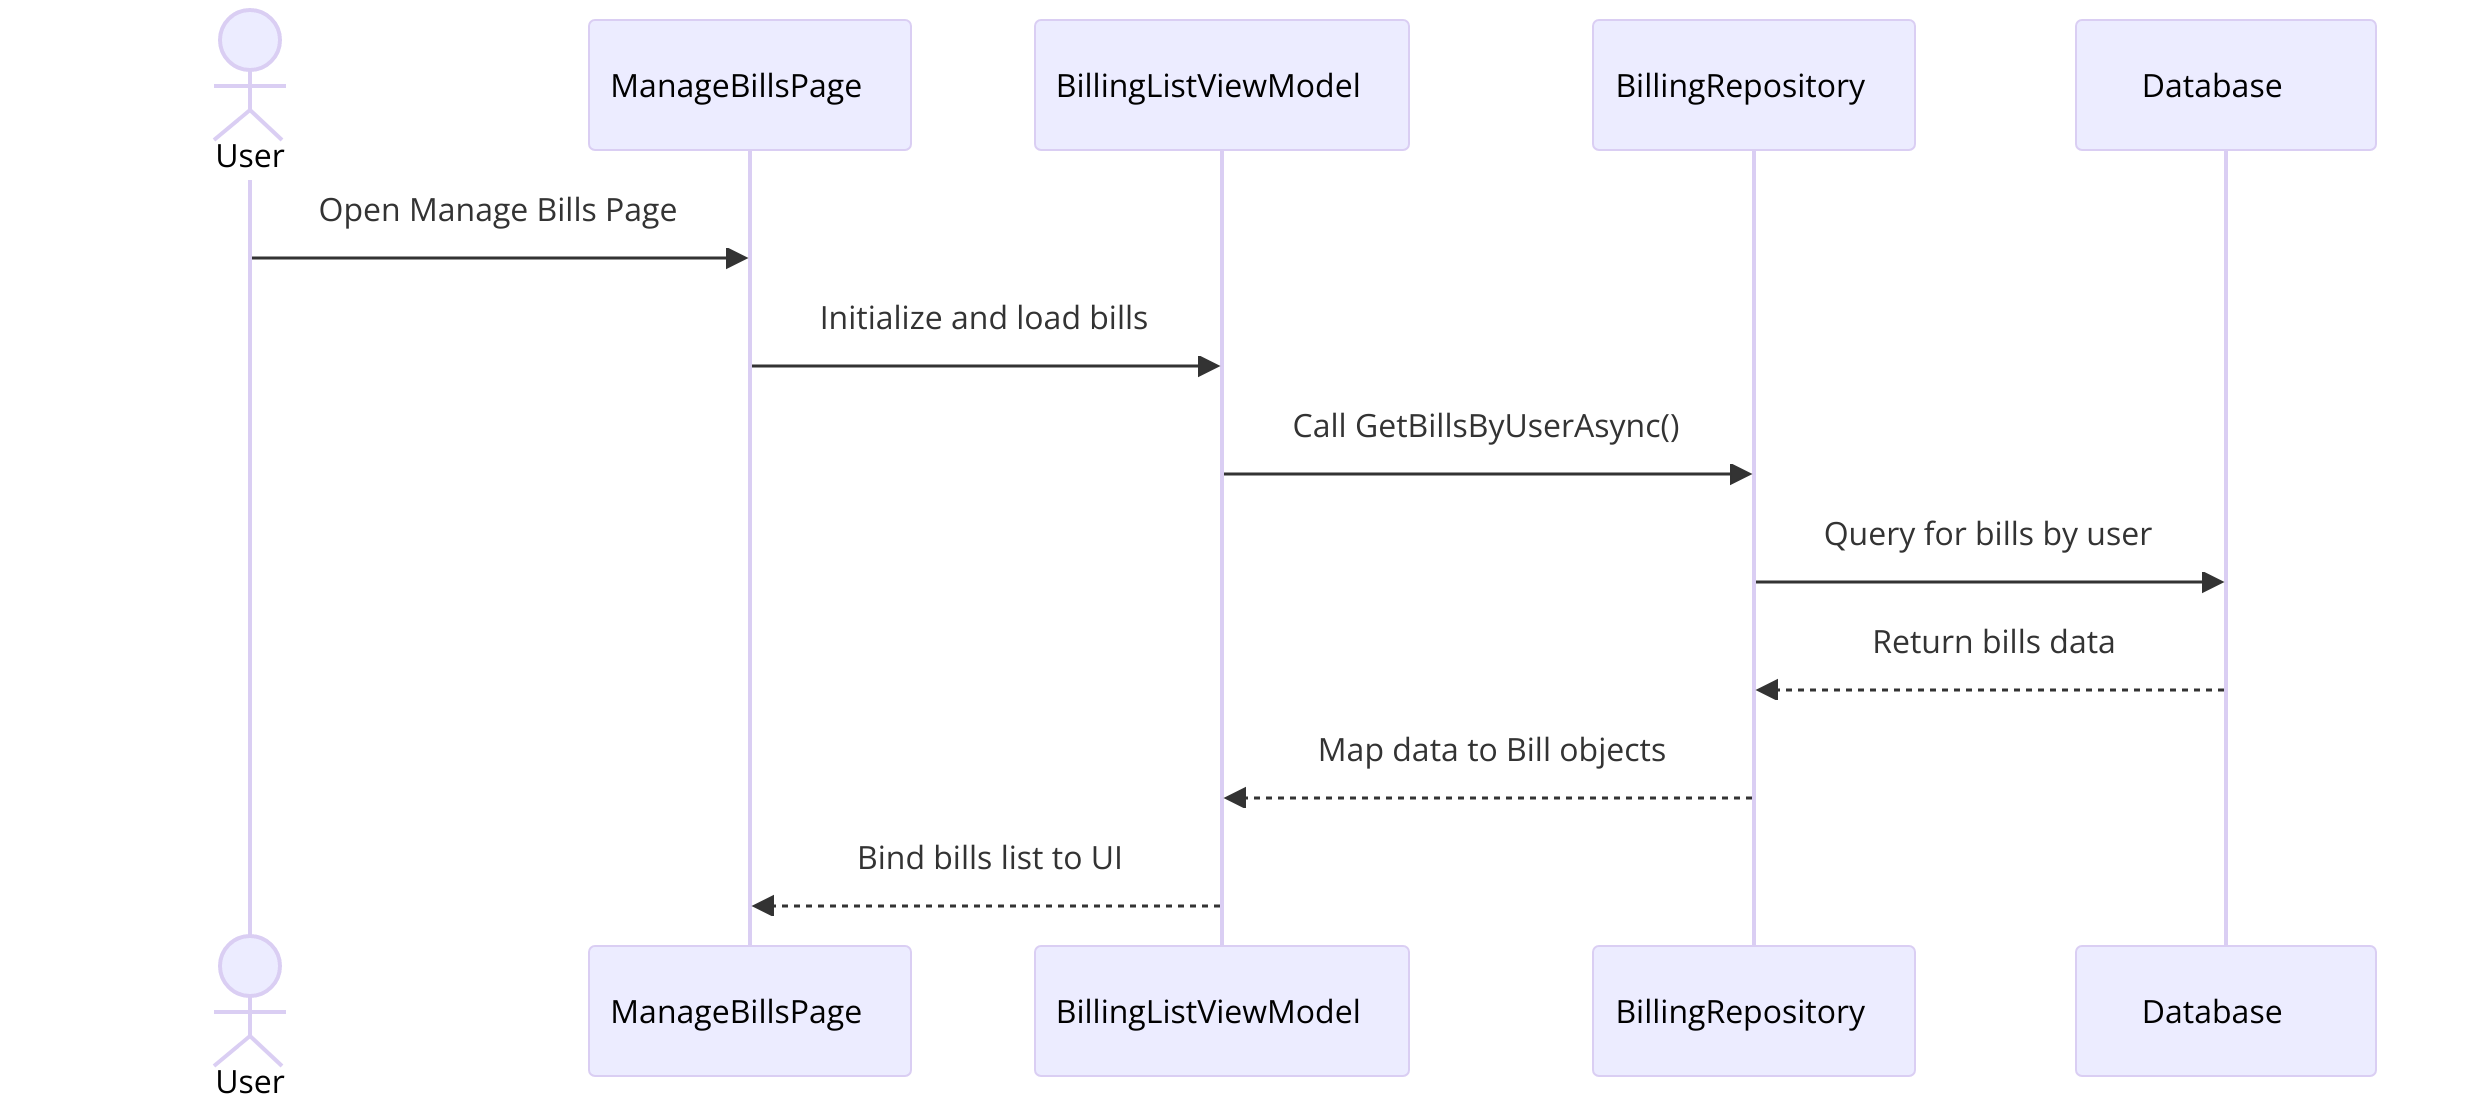 User
ManageBillsPage
BillingListViewModel
BillingRepository
Database
Open Manage Bills Page
Initialize and load bills
Call GetBillsByUserAsync()
Query for bills by user
Return bills data
Map data to Bill objects
Bind bills list to UI
User
ManageBillsPage
BillingListViewModel
BillingRepository
Database